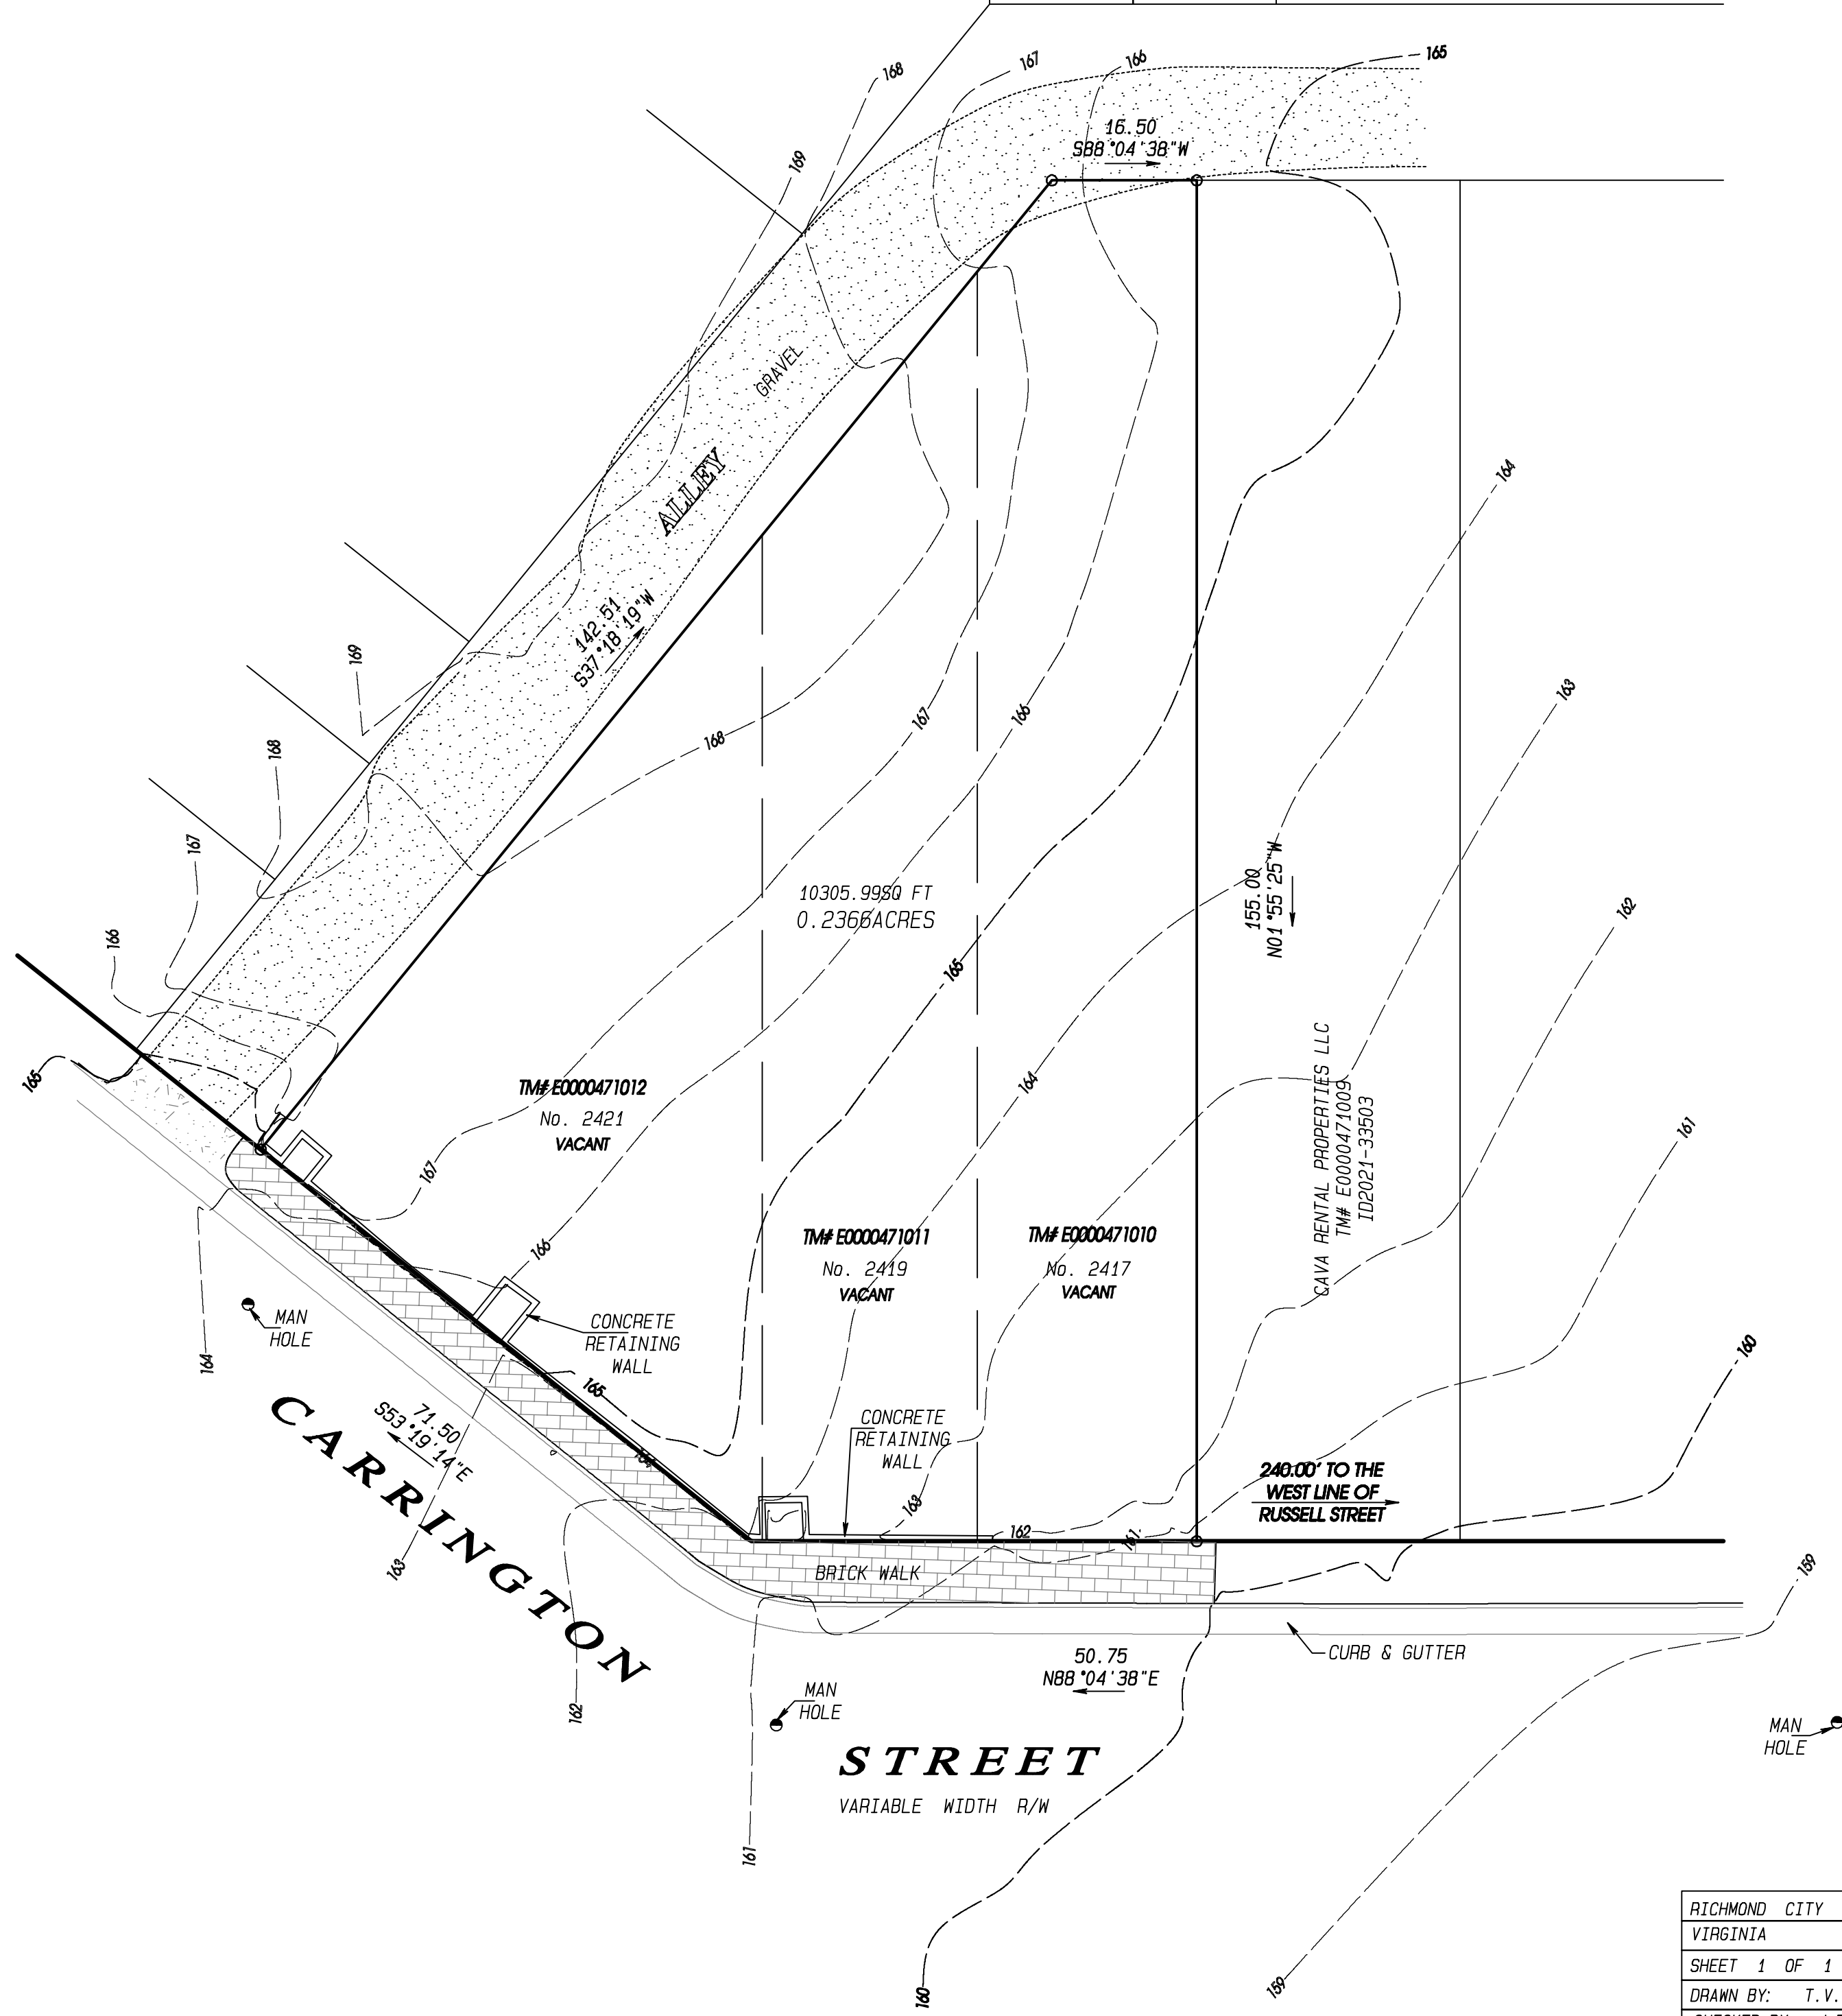 168
167
166
165
169
16.50
S88°04'38"W
GRAVEL
ALLEY
142.51
S37°18'19"W
164
163
162
161
160
159
169
168
167
166
165
168
167
166
10305.99SQ FT
0.2366ACRES
165
164
155.00
N01°55'25"W
TM# E0000471012
No. 2421
VACANT
167
166
TM# E0000471011
No. 2419
VACANT
TM# E0000471010
No. 2417
VACANT
CAVA RENTAL PROPERTIES LLC
TM# E0000471009
ID2021-33503
MAN
HOLE
164
CONCRETE
RETAINING
WALL
165
164
71.50
S53°19'14"E
CONCRETE
RETAINING
WALL
163
162
161
240.00' TO THE
WEST LINE OF
RUSSELL STREET
BRICK WALK
163
162
161
CARRINGTON
50.75
N88°04'38"E
CURB & GUTTER
MAN
HOLE
MAN
HOLE
STREET
VARIABLE WIDTH R/W
160
159
RICHMOND CITY
VIRGINIA
SHEET 1 OF 1
DRAWN BY: T.V.